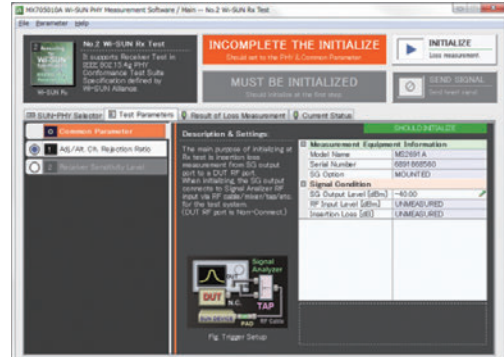 MX705010A Wi-SUN PHY Measurement Software / Main -- No.2 Wi-SUN Rx Test
File Parameter Help
No.2 Wi-SUN Rx Test
It supports Receiver Test in
IEEE 802.15.4g PHY
Conformance Test Suite
Specification defined by
Wi-SUN Alliance.
Wi-SUN Rx
INCOMPLETE THE INITIALIZE
Should set to the PHY & Common Parameter
INITIALIZE
Loss measurement
MUST BE INITIALIZED
Should initialize at the first step
SEND SIGNAL
SUN-PHY Selector
Test Parameters
Result of Loss Measurement
Current Status
0 Common Parameter
1 Adj/Alt. Ch. Rejection Ratio
2 Receiver Sensitivity Level
Description & Settings:
The main purpose of initializing at
Rx test is insertion loss
measurement from SG output
port to a DUT RF port.
When initializing, the SG output
connects to Signal Analyzer RF
input via RF cable/mixer/tap/etc.
for the test system.
(DUT RF port is Non-Connect.)
Signal
Analyzer
DUT
DUT
N.C.
TAP
PAD
RF Cable
Fig. Trigger Setup
SHOULD INITIALIZE
Measurement Equipment Information
Model Name MS2691A
Serial Number
SG Option MOUNTED
Signal Condition
SG Output Level [dBm] -40.00
RF Input Level [dBm] UNMEASURED
Insertion Loss [dB] UNMEASURED